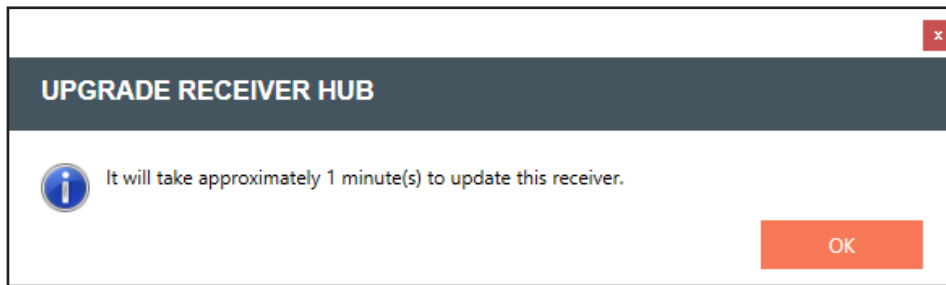 x
UPGRADE RECEIVER HUB
It will take approximately 1 minute(s) to update this receiver.
OK